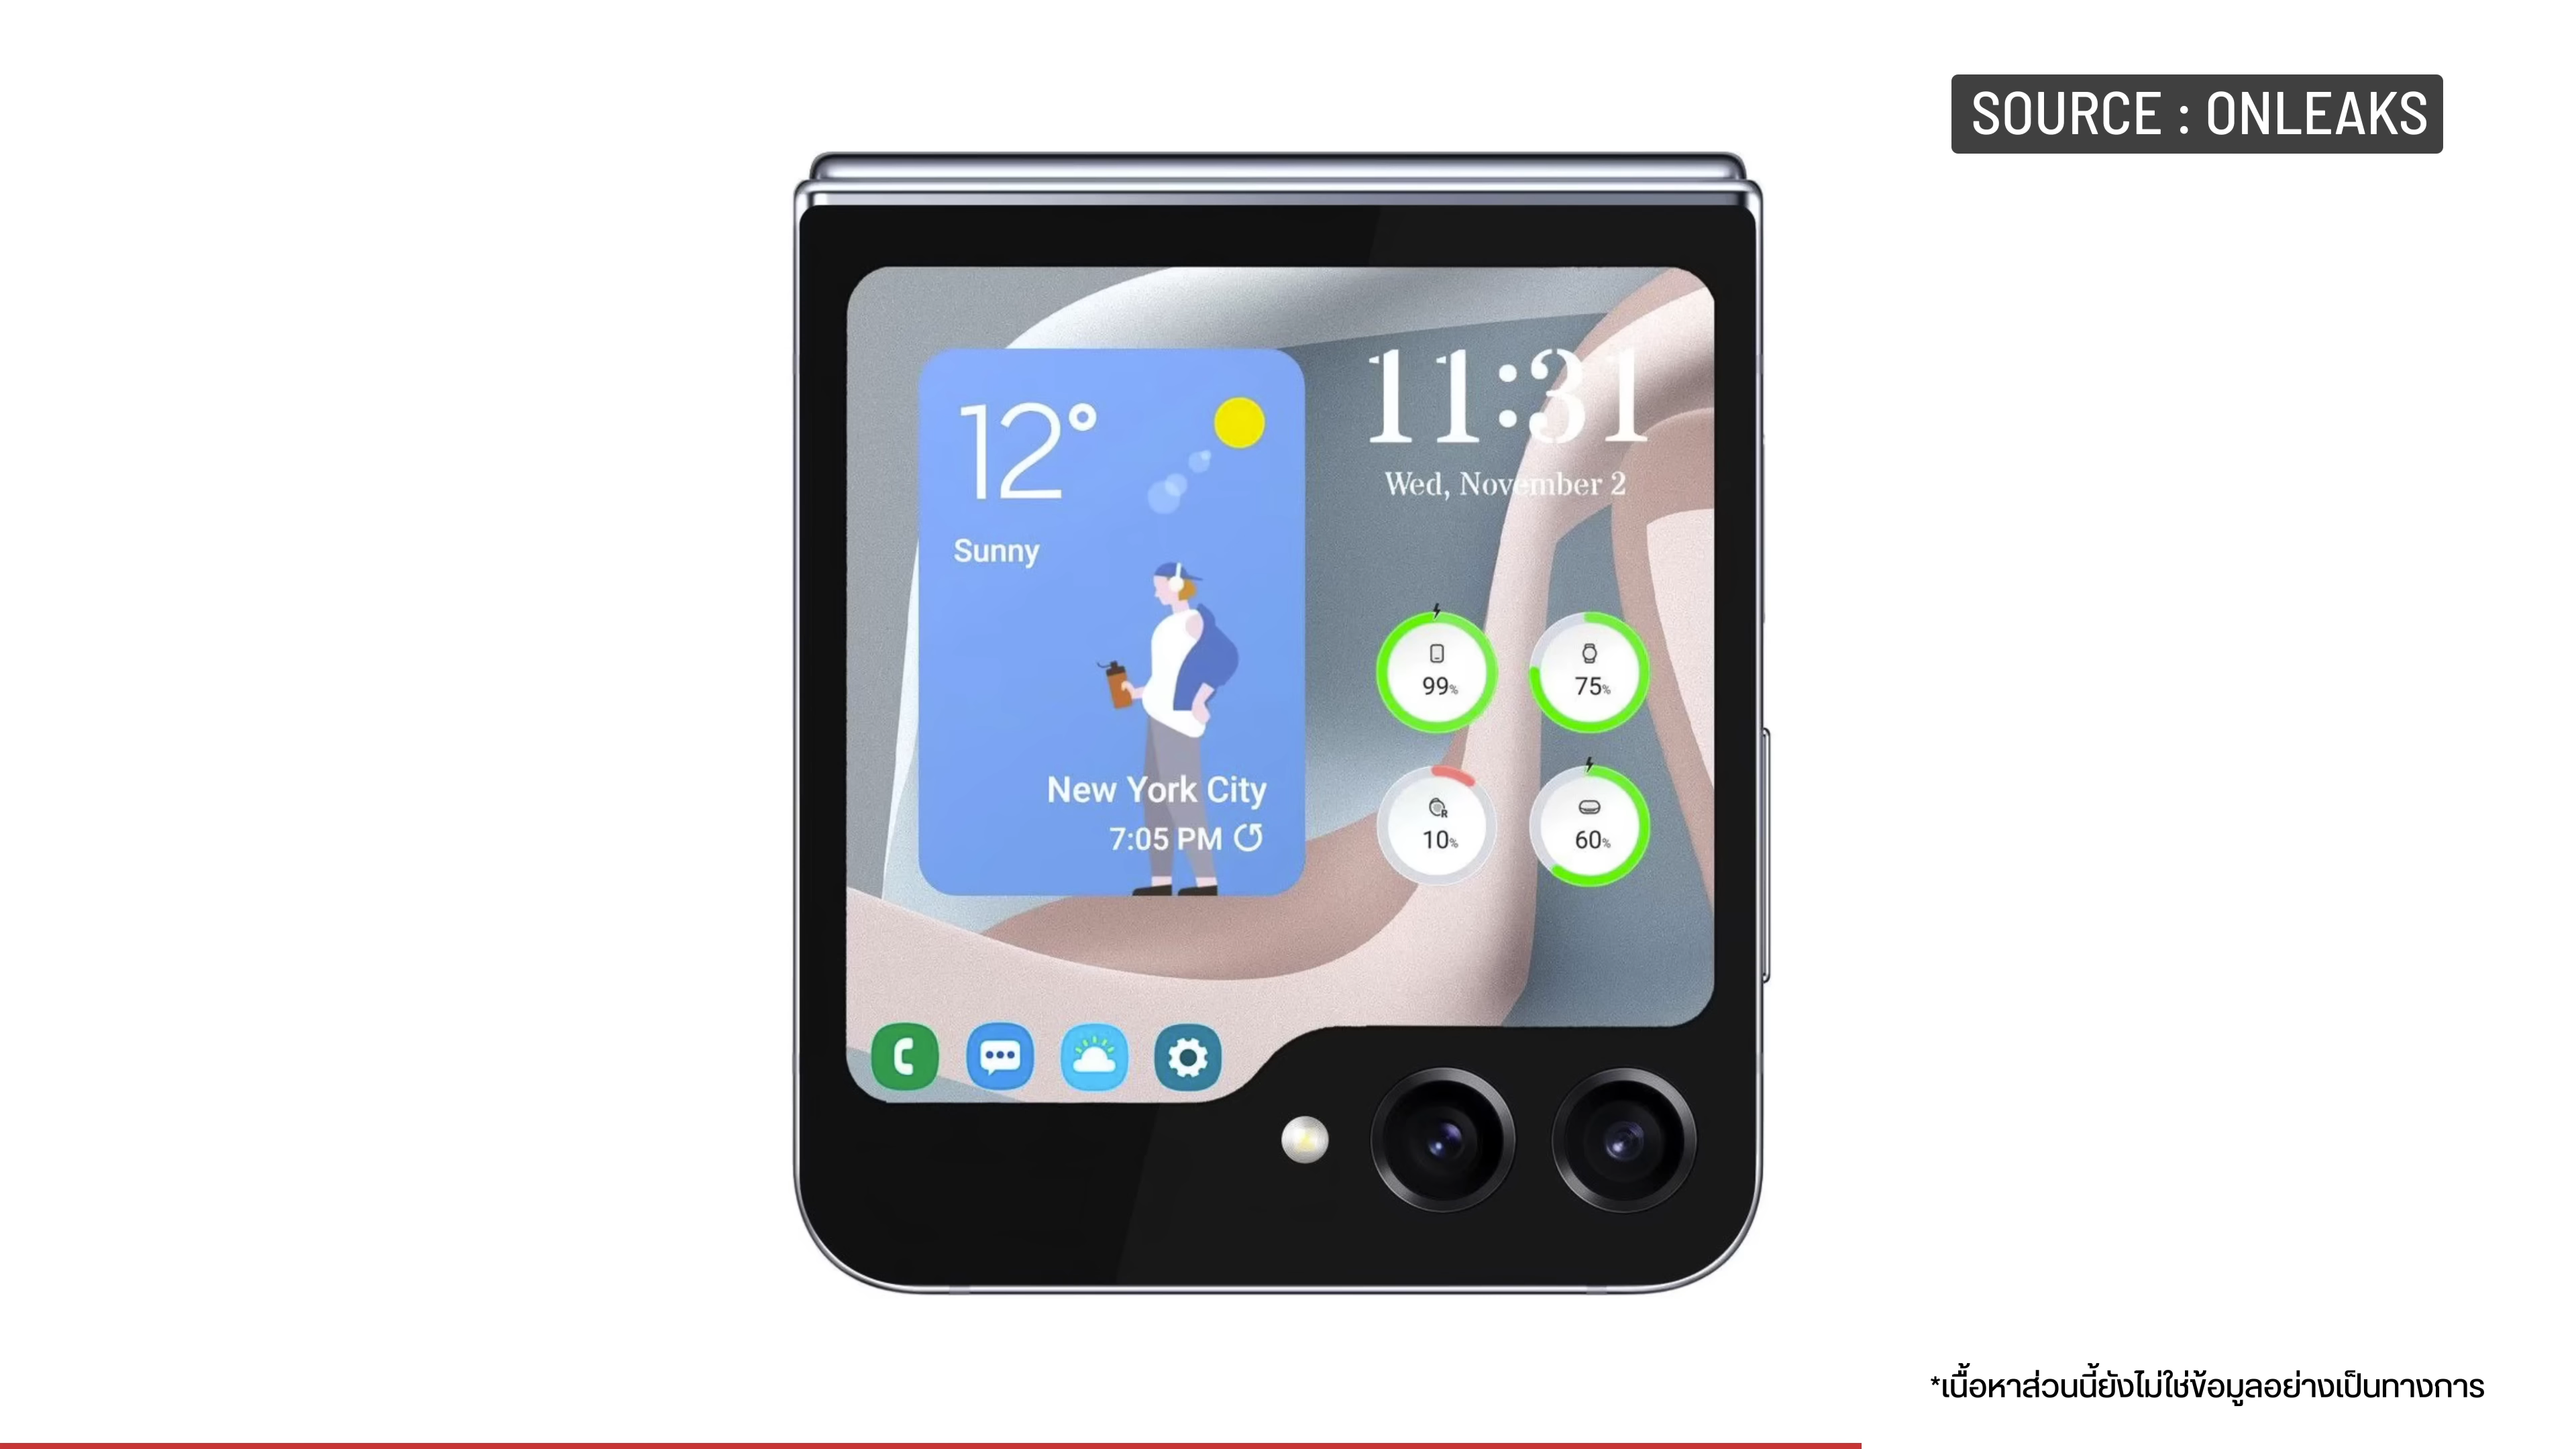 SOURCE : ONLEAKS
12°
Sunny
New York City
7:05 PM
11:31
Wed, November 2
99%
75%
R
10%
60%
*เนื้อหาส่วนนี้ยังไม่ใช่ข้อมูลอย่างเป็นทางการ